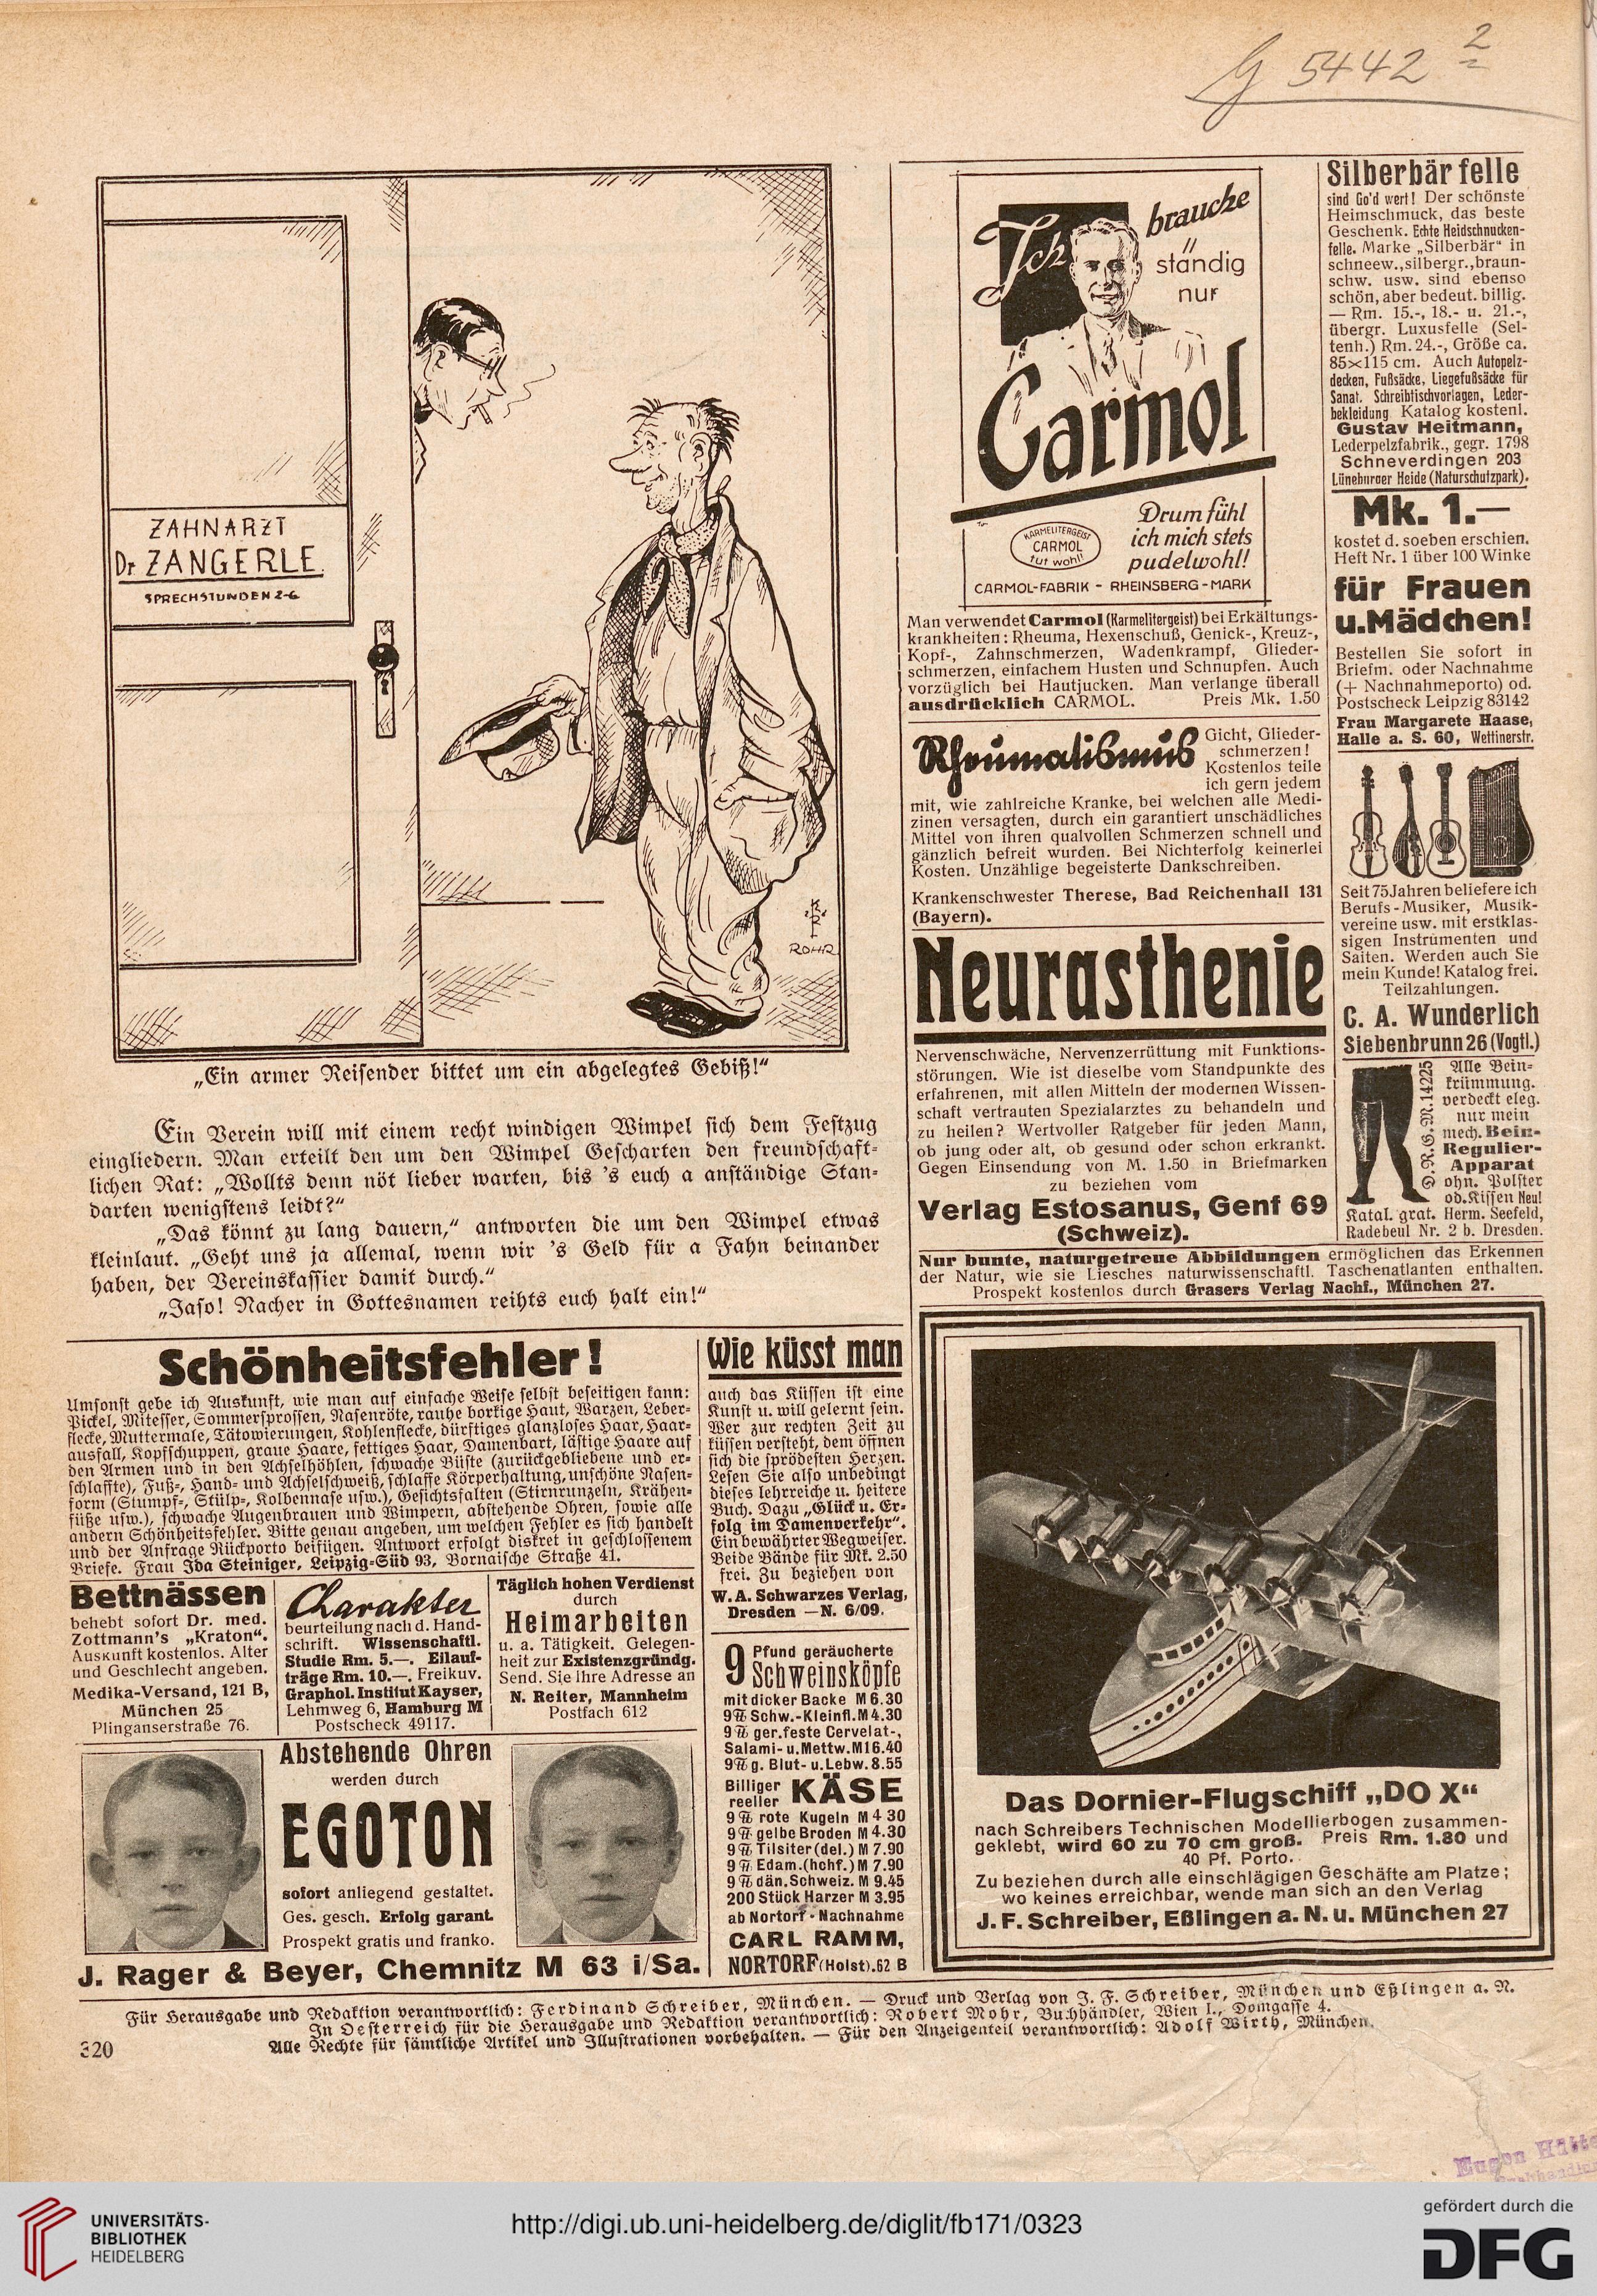 G 5442 2
ZAHNARZT
Dr ZANGERLE
SPRECHSTUNDEN 2-6
ROHR
„Ein armer Reisender bittet um ein abgelegtes Gebiß!“
Ein Verein will mit einem recht windigen Wimpel sich dem Festzug
eingliedern. Man erteilt den um den Wimpel Gescharten den freundschaft-
lichen Rat: „Wollts denn nöt lieber warten, bis 's euch a anständige Stan-
darten wenigstens leidt?“
„Das könnt zu lang dauern,“ antworten die um den Wimpel etwas
kleinlaut. „Geht uns ja allemal, wenn wir 's Geld für a Fahn beinander
haben, der Vereinskassier damit durch.“
„Jaso! Nacher in Gottesnamen reihts euch halt ein!“
Ich brauche
ständig
nur
Carmol
KARMELITERGEIST
CARMOL
tut wohl!
Drum fühl
ich mich stets
pudelwohl!
CARMOL-FABRIK - RHEINSBERG-MARK
Man verwendet Carmol (Karmelitergeist) bei Erkältungs-
krankheiten: Rheuma, Hexenschuß, Genick-, Kreuz-,
Kopf-, Zahnschmerzen, Wadenkrampf, Glieder-
schmerzen, einfachem Husten und Schnupfen. Auch
vorzüglich bei Hautjucken. Man verlange überall
ausdrücklich CARMOL. Preis Mk. 1.50
Rheumatismus
Gicht, Glieder-
schmerzen!
Kostenlos teile
ich gern jedem
mit, wie zahlreiche Kranke, bei welchen alle Medi-
zinen versagten, durch ein garantiert unschädliches
Mittel von ihren qualvollen Schmerzen schnell und
gänzlich befreit wurden. Bei Nichterfolg keinerlei
Kosten. Unzählige begeisterte Dankschreiben.
Krankenschwester Therese, Bad Reichenhall 131
(Bayern).
Neurasthenie
Nervenschwäche, Nervenzerrüttung mit Funktions-
störungen. Wie ist dieselbe vom Standpunkte des
erfahrenen, mit allen Mitteln der modernen Wissen-
schaft vertrauten Spezialarztes zu behandeln und
zu heilen? Wertvoller Ratgeber für jeden Mann,
ob jung oder alt, ob gesund oder schon erkrankt.
Gegen Einsendung von M. 1.50 in Briefmarken
zu beziehen vom
Verlag Estosanus, Genf 69
(Schweiz).
Silberbärfelle
sind Go'd wert! Der schönste
Heimschmuck, das beste
Geschenk. Echte Heidschnucken-
felle. Marke „Silberbär“ in
schneew.,silbergr.,braun-
schw. usw. sind ebenso
schön, aber bedeut. billig.
— Rm. 15.-, 18.- u. 21.-,
übergr. Luxusfelle (Sel-
tenh.) Rm. 24.-, Größe ca.
85×115 cm. Auch Autopelz-
decken, Fußsäcke, Liegefußsäcke für
Sanat. Schreibtischvorlagen, Leder-
bekleidung Katalog kostenl.
Gustav Heitmann,
Lederpelzfabrik., gegr. 1798
Schneverdingen 203
Lüneburger Heide (Naturschutzpark).
Mk. 1.—
kostet d. soeben erschien.
Heft Nr. 1 über 100 Winke
für Frauen
u. Mädchen!
Bestellen Sie sofort in
Briefm. oder Nachnahme
(+ Nachnahmeporto) od.
Postscheck Leipzig 83142
Frau Margarete Haase,
Halle a. S. 60, Wettinerstr.
Seit 75 Jahren beliefere ich
Berufs-Musiker, Musik-
vereine usw. mit erstklas-
sigen Instrumenten und
Saiten. Werden auch Sie
mein Kunde! Katalog frei.
Teilzahlungen.
C. A. Wunderlich
Siebenbrunn 26 (Vogtl.)
D.R.G.M. 14225
Alle Bein-
krümmung.
verdeckt eleg.
nur mein
mech. Bein-
Regulier-
Apparat
ohn. Polster
od. Kissen Neu!
Katal. grat. Herm. Seefeld,
Radebeul Nr. 2 b. Dresden.
Nur bunte, naturgetreue Abbildungen ermöglichen das Erkennen
der Natur, wie sie Liesches naturwissenschaftl. Taschenatlanten enthalten.
Prospekt kostenlos durch Grasers Verlag Nachf., München 27.
Schönheitsfehler!
Umsonst gebe ich Auskunft, wie man auf einfache Weise selbst beseitigen kann:
Pickel, Mitesser, Sommersprossen, Nasenröte, rauhe borkige Haut, Warzen, Leber-
flecke, Muttermale, Tätowierungen, Kohlenflecke, dürftiges glanzloses Haar, Haar-
ausfall, Kopfschuppen, graue Haare, fettiges Haar, Damenbart, lästige Haare auf
den Armen und in den Achselhöhlen, schwache Büste (zurückgebliebene und er-
schlaffte), Fuß-, Hand- und Achselschweiß, schlaffe Körperhaltung, unschöne Nasen-
form (Stumpf-, Stülp-, Kolbennase usw.), Gesichtsfalten (Stirnrunzeln, Krähen-
füße usw.), schwache Augenbrauen und Wimpern, abstehende Ohren, sowie alle
andern Schönheitsfehler. Bitte genau angeben, um welchen Fehler es sich handelt
und der Anfrage Rückporto beifügen. Antwort erfolgt diskret in geschlossenem
Briefe. Frau Ida Steiniger, Leipzig-Süd 93, Bornaische Straße 41.
Bettnässen
behebt sofort Dr. med.
Zottmann's „Kraton“.
Auskunft kostenlos. Alter
und Geschlecht angeben.
Medika-Versand, 121 B,
München 25
Plinganserstraße 76.
Charakter
beurteilung nach d. Hand-
schrift. Wissenschaftl.
Studie Rm. 5.—. Eilauf-
träge Rm. 10.—. Freikuv.
Graphol. Institut Kayser,
Lehmweg 6, Hamburg M
Postscheck 49117.
Täglich hohen Verdienst
durch
Heimarbeiten
u. a. Tätigkeit. Gelegen-
heit zur Existenzgründg.
Send. Sie Ihre Adresse an
N. Reiter, Mannheim
Postfach 612
Abstehende Ohren
werden durch
EGOTON
sofort anliegend gestaltet.
Ges. gesch. Erfolg garant.
Prospekt gratis und franko.
J. Rager & Beyer, Chemnitz M 63 i/Sa.
Wie küsst man
auch das Küssen ist eine
Kunst u. will gelernt sein.
Wer zur rechten Zeit zu
küssen versteht, dem öffnen
sich die sprödesten Herzen.
Lesen Sie also unbedingt
dieses lehrreiche u. heitere
Buch. Dazu „Glück u. Er-
folg im Damenverkehr“.
Ein bewährter Wegweiser.
Beide Bände für Mk. 2.50
frei. Zu beziehen von
W. A. Schwarzes Verlag,
Dresden —N. 6/09.
9 Pfund geräucherte
Schweinsköpfe
mit dicker Backe M 6.30
9 ℔ Schw.-Kleinfl. M 4.30
9 ℔ ger. feste Cervelat-,
Salami- u. Mettw. M 16.40
9 ℔ g. Blut- u. Lebw. 8.55
Billiger
reeller KÄSE
9 ℔ rote Kugeln M 4 30
9 ℔ gelbe Broden M 4.30
9 ℔ Tilsiter (del.) M 7.90
9 ℔ Edam. (hchf.) M 7.90
9 ℔ dän. Schweiz. M 9.45
200 Stück Harzer M 3.95
ab Nortorf - Nachnahme
CARL RAMM,
NORTORF (Holst). 62 B
Das Dornier-Flugschiff „DO X“
nach Schreibers Technischen Modellierbogen zusammen-
geklebt, wird 60 zu 70 cm groß. Preis Rm. 1.80 und
40 Pf. Porto.
Zu beziehen durch alle einschlägigen Geschäfte am Platze;
wo keines erreichbar, wende man sich an den Verlag
J. F. Schreiber, Eßlingen a. N. u. München 27
Für Herausgabe und Redaktion verantwortlich: Ferdinand Schreiber, München. — Druck und Verlag von J. F. Schreiber, München und Eßlingen a. N.
In Oesterreich für die Herausgabe und Redaktion verantwortlich: Robert Mohr, Buchhändler, Wien I., Domgasse 4.
Alle Rechte für sämtliche Artikel und Illustrationen vorbehalten. — Für den Anzeigenteil verantwortlich: Adolf Wirth, München.
320
Eugen
UNIVERSITÄTS-
BIBLIOTHEK
HEIDELBERG
http://digi.ub.uni-heidelberg.de/diglit/fb171/0323
gefördert durch die
DFG